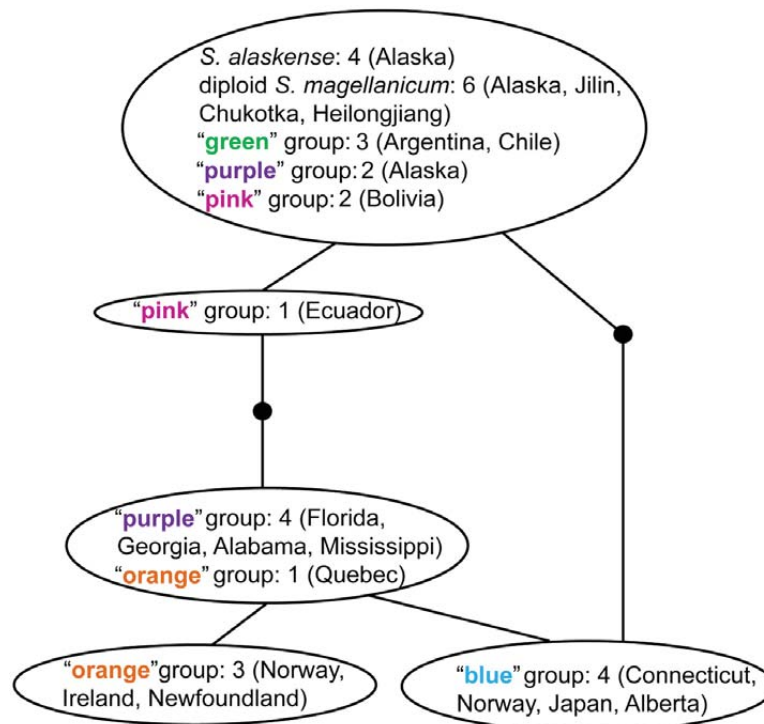 S. alaskense: 4 (Alaska)
diploid S. magellanicum: 6 (Alaska, Jilin,
Chukotka, Heilongjiang)
“green” group: 3 (Argentina, Chile)
“purple” group: 2 (Alaska)
“pink” group: 2 (Bolivia)
“pink” group: 1 (Ecuador)
“purple” group: 4 (Florida,
Georgia, Alabama, Mississippi)
“orange” group: 1 (Quebec)
“orange” group: 3 (Norway,
Ireland, Newfoundland)
“blue” group: 4 (Connecticut,
Norway, Japan, Alberta)